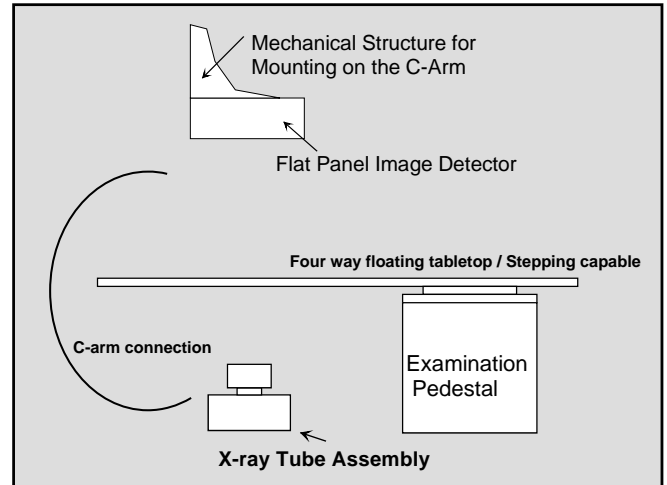 Mechanical Structure for
Mounting on the C-Arm
Flat Panel Image Detector
Four way floating tabletop / Stepping capable
C-arm connection
Examination
Pedestal
X-ray Tube Assembly